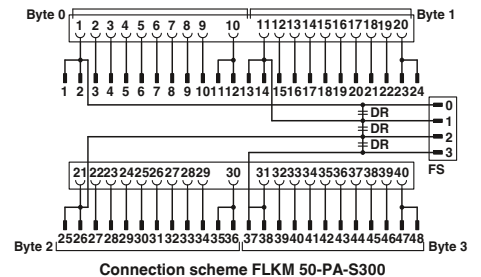 Byte 0 Byte 1
1 2 3 4 5 6 7 8 9 10 11 12 13 14 15 16 17 18 19 20
1 2 3 4 5 6 7 8 9 10 11 12 13 14 15 16 17 18 19 20 21 22 23 24
0
DR
1
DR
2
DR
3
FS
21 22 23 24 25 26 27 28 29 30 31 32 33 34 35 36 37 38 39 40
25 26 27 28 29 30 31 32 33 34 35 36 37 38 39 40 41 42 43 44 45 46 47 48
Byte 2 Byte 3
Connection scheme FLKM 50-PA-S300